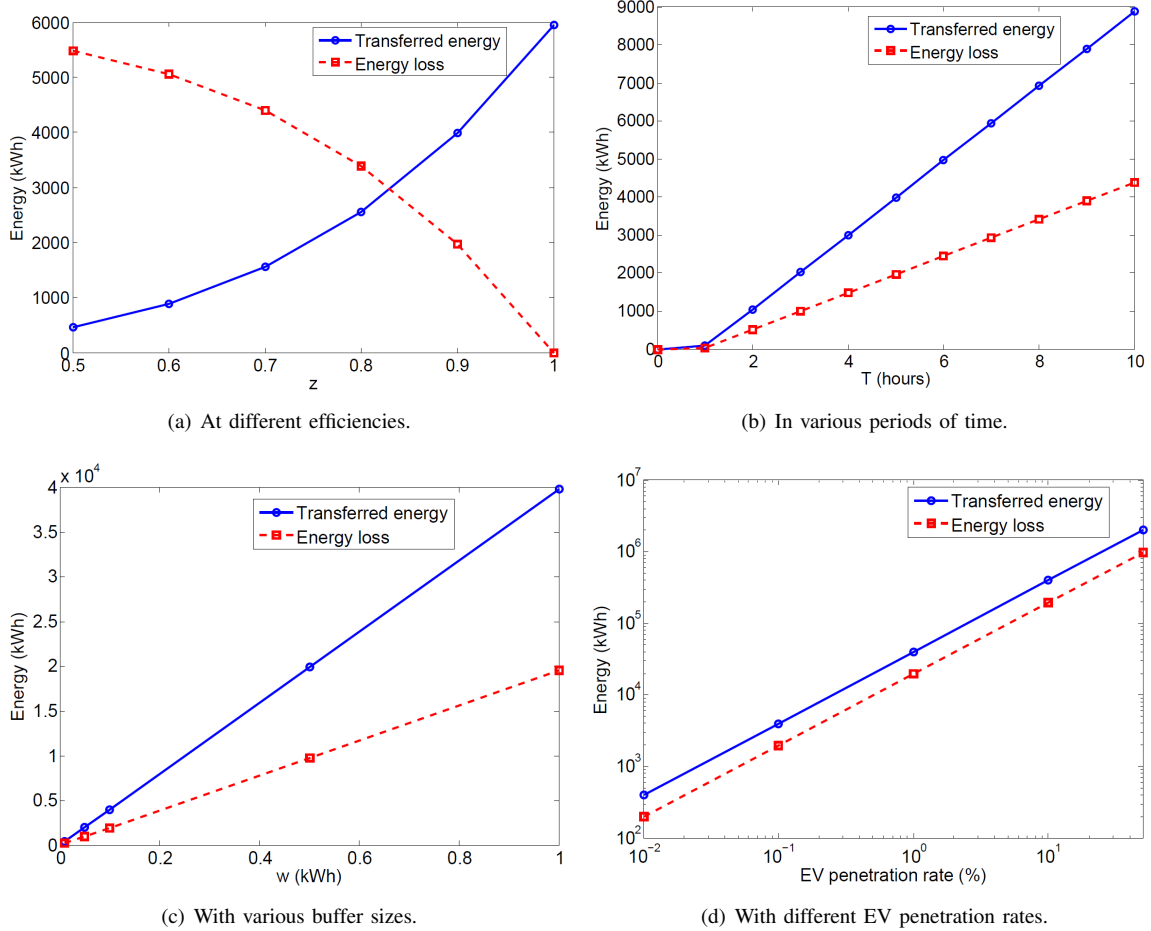 6000
5000
4000
3000
2000
1000
0
Energy (kWh)
Transferred energy
Energy loss
0.5 0.6 0.7 0.8 0.9 1
z
(a) At different efficiencies.
9000
8000
7000
6000
5000
4000
3000
2000
1000
0
Energy (kWh)
Transferred energy
Energy loss
0 2 4 6 8 10
T (hours)
(b) In various periods of time.
x 10^4
4
3.5
3
2.5
2
1.5
1
0.5
0
Energy (kWh)
Transferred energy
Energy loss
0 0.2 0.4 0.6 0.8 1
w (kWh)
(c) With various buffer sizes.
10^7
10^6
10^5
10^4
10^3
10^2
Energy (kWh)
Transferred energy
Energy loss
10^-2 10^-1 10^0 10^1
EV penetration rate (%)
(d) With different EV penetration rates.